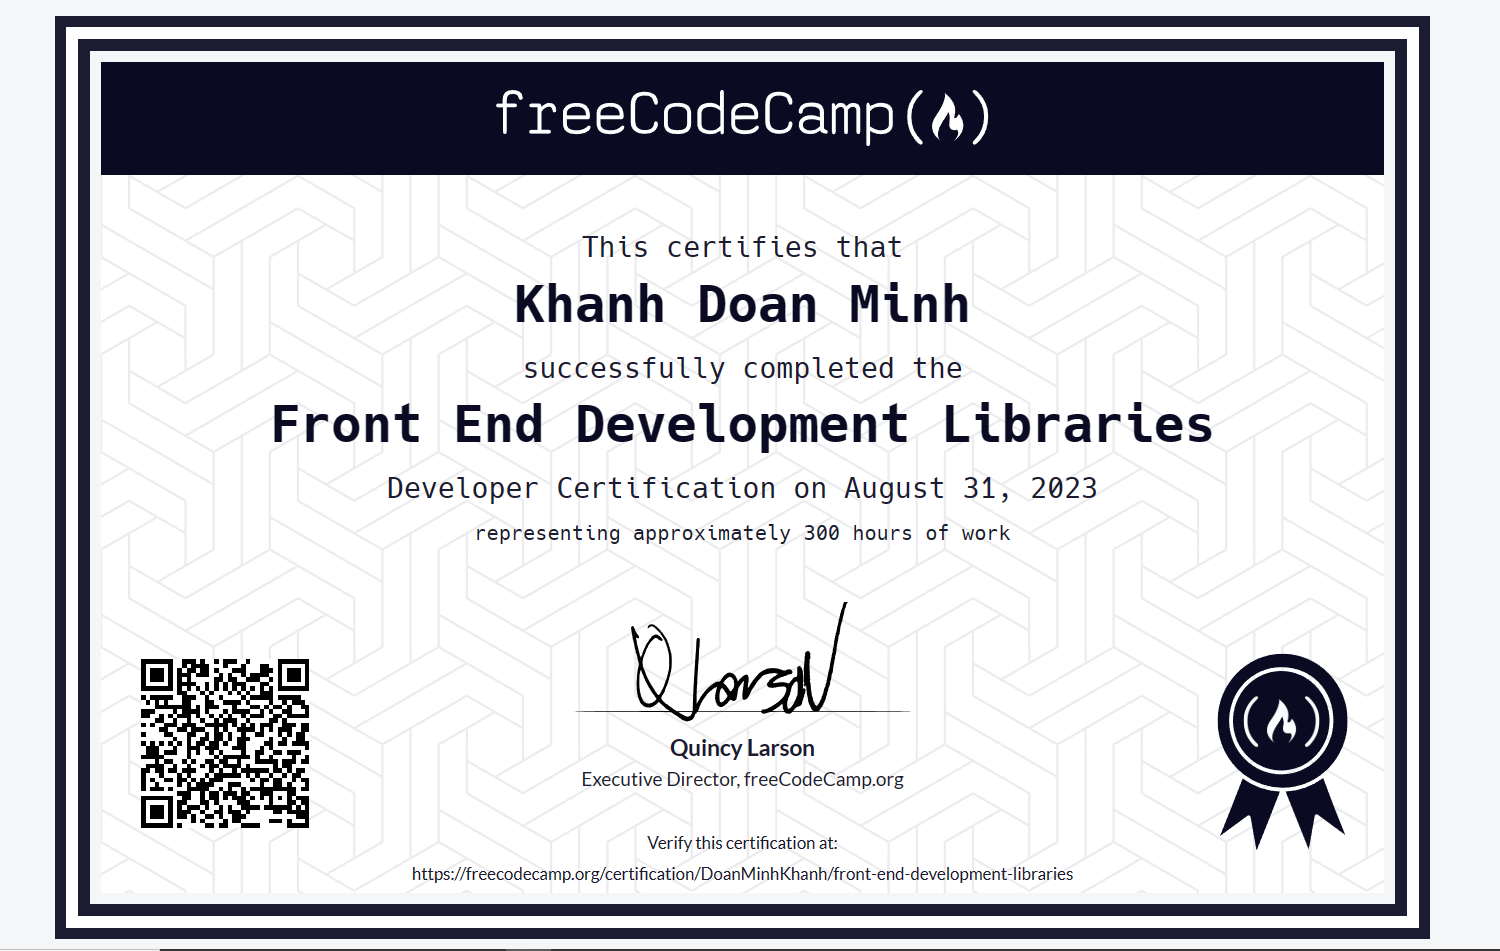 freeCodeCamp
This certifies that
Khanh Doan Minh
successfully completed the
Front End Development Libraries
Developer Certification on August 31, 2023
representing approximately 300 hours of work
Quincy Larson
Executive Director, freeCodeCamp.org
Verify this certification at:
https://freecodecamp.org/certification/DoanMinhKhanh/front-end-development-libraries